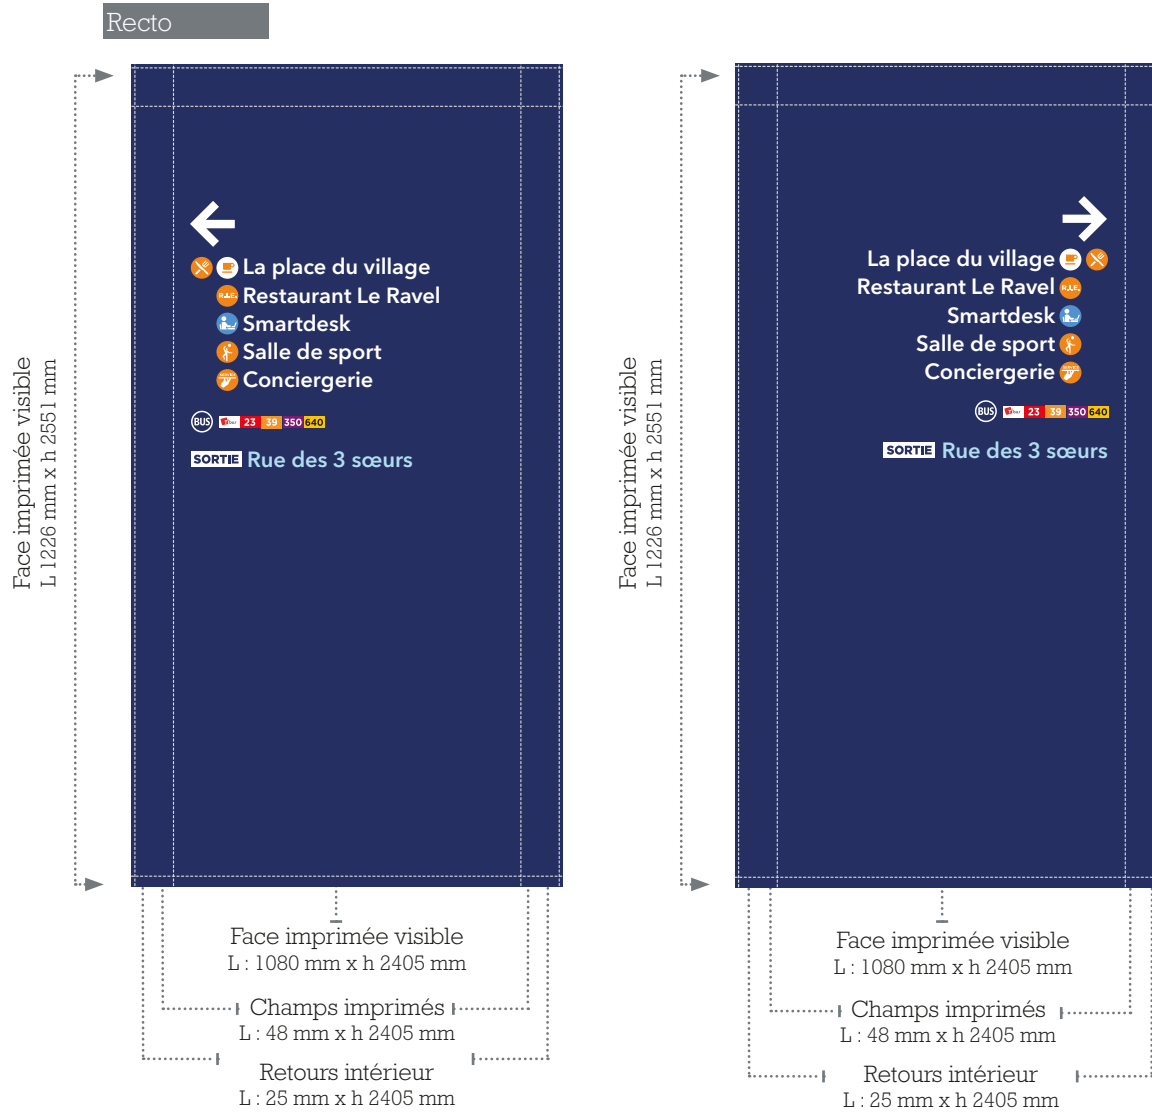 Recto
Face imprimée visible
L 1226 mm x h 2551 mm
La place du village
R.I.E. Restaurant Le Ravel
Smartdesk
Salle de sport
Conciergerie
BUS bus 23 39 350 640
SORTIE Rue des 3 sœurs
Face imprimée visible
L : 1080 mm x h 2405 mm
Champs imprimés
L : 48 mm x h 2405 mm
Retours intérieur
L : 25 mm x h 2405 mm
Face imprimée visible
L 1226 mm x h 2551 mm
La place du village
Restaurant Le Ravel R.I.E.
Smartdesk
Salle de sport
Conciergerie
BUS bus 23 39 350 640
SORTIE Rue des 3 sœurs
Face imprimée visible
L : 1080 mm x h 2405 mm
Champs imprimés
L : 48 mm x h 2405 mm
Retours intérieur
L : 25 mm x h 2405 mm